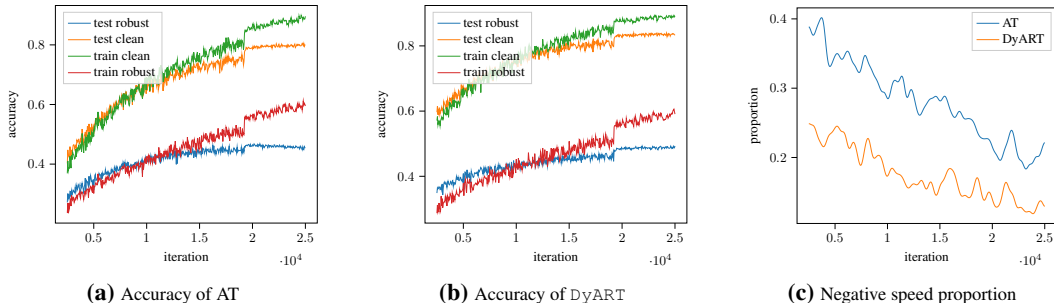 test robust
test clean
train clean
train robust
accuracy
0.8
0.6
0.4
0.5
1
1.5
2
2.5
iteration
·10⁴
(a) Accuracy of AT
test robust
test clean
train clean
train robust
accuracy
0.8
0.6
0.4
0.5
1
1.5
2
2.5
iteration
·10⁴
(b) Accuracy of DyART
AT
DyART
proportion
0.4
0.3
0.2
0.1
0.5
1
1.5
2
2.5
iteration
·10⁴
(c) Negative speed proportion